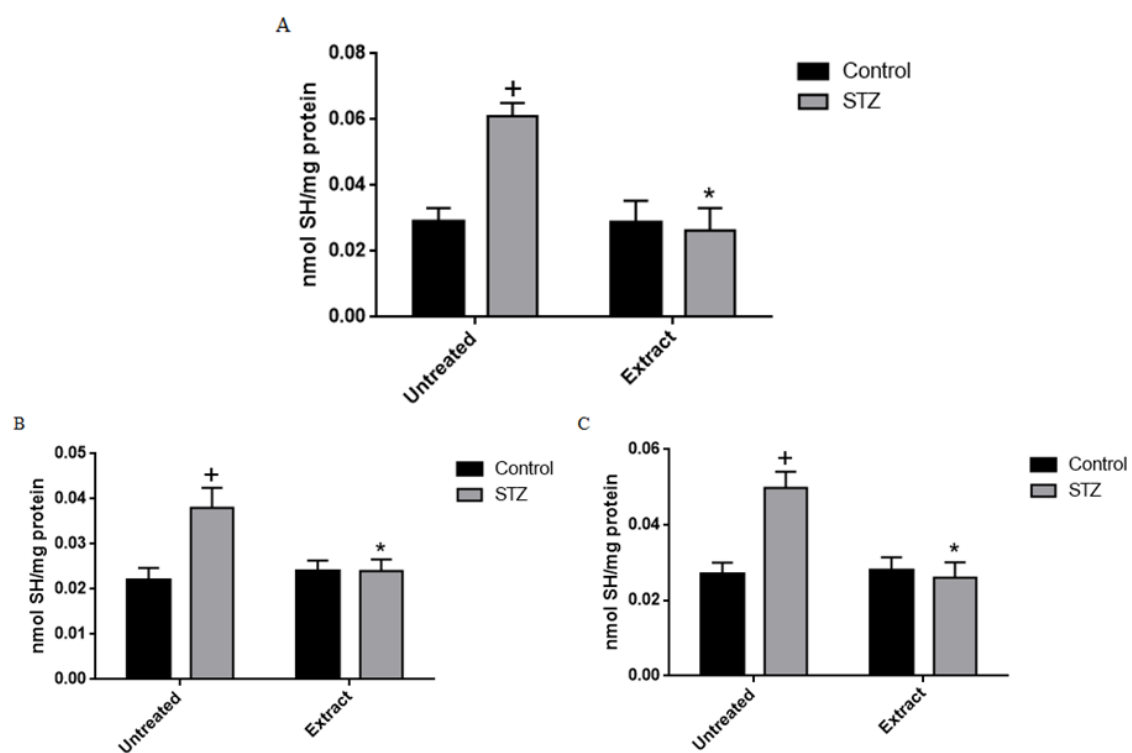 A
nmol SH/mg protein
0.08
0.06
0.04
0.02
0.00
+
*
Untreated
Extract
Control
STZ
B
nmol SH/mg protein
0.05
0.04
0.03
0.02
0.01
0.00
+
*
Untreated
Extract
Control
STZ
C
nmol SH/mg protein
0.06
0.04
0.02
0.00
+
*
Untreated
Extract
Control
STZ